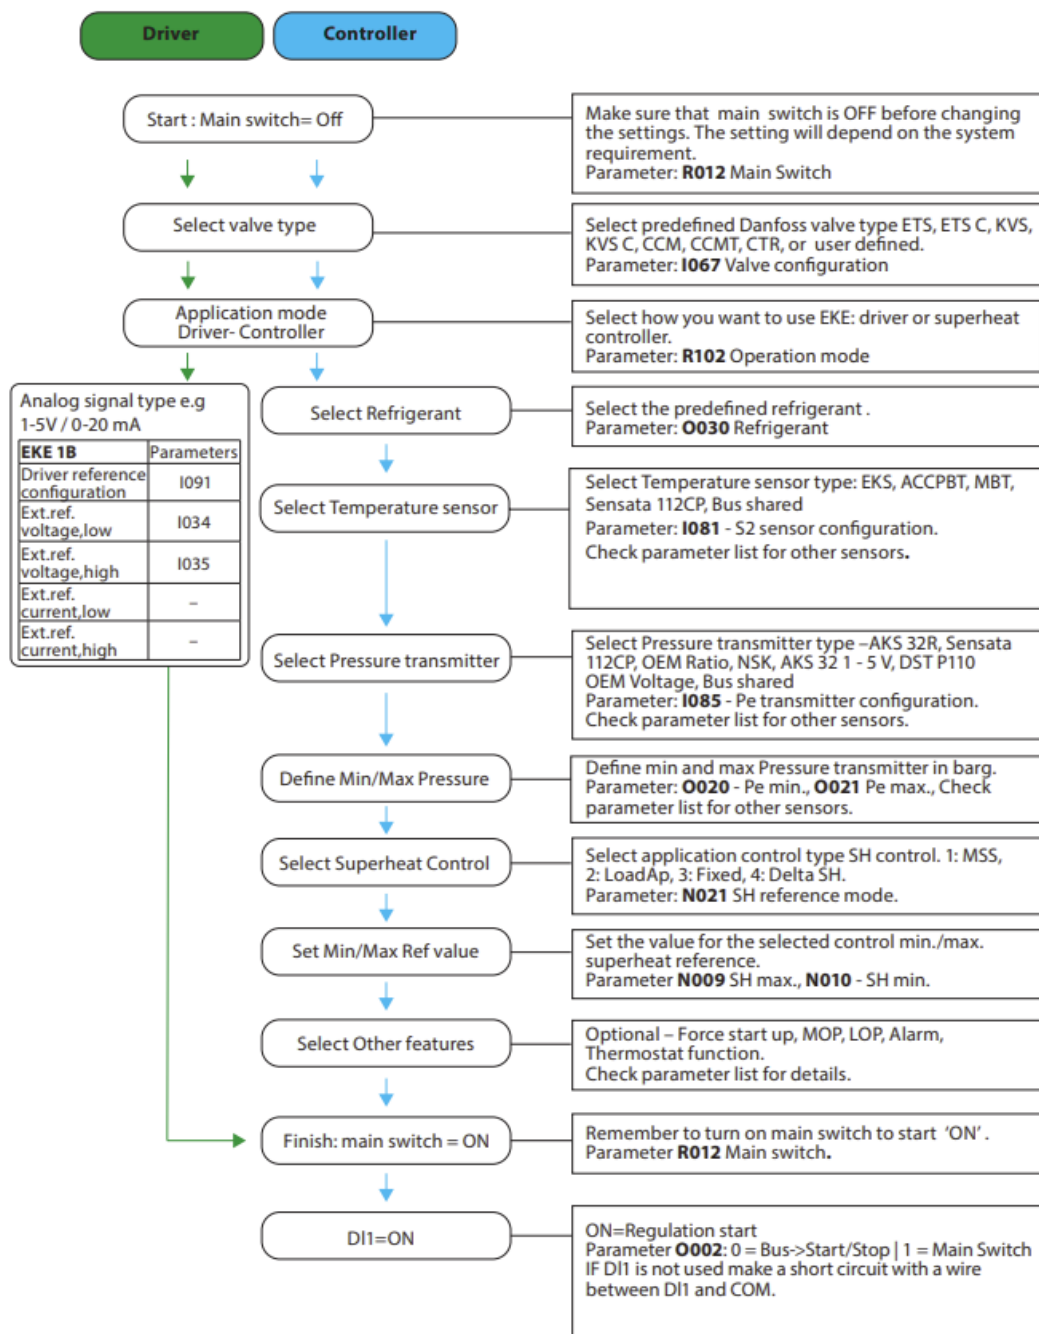 Driver
Controller
Start : Main switch= Off
Make sure that main switch is OFF before changing
the settings. The setting will depend on the system
requirement.
Parameter: R012 Main Switch
Select valve type
Select predefined Danfoss valve type ETS, ETS C, KVS,
KVS C, CCM, CCMT, CTR, or user defined.
Parameter: I067 Valve configuration
Application mode
Driver- Controller
Select how you want to use EKE: driver or superheat
controller.
Parameter: R102 Operation mode
Analog signal type e.g
1-5V / 0-20 mA
EKE 1B Parameters
Driver reference
configuration I091
Ext.ref.
voltage,low I034
Ext.ref.
voltage,high I035
Ext.ref.
current,low –
Ext.ref.
current,high –
Select Refrigerant
Select the predefined refrigerant .
Parameter: O030 Refrigerant
Select Temperature sensor
Select Temperature sensor type: EKS, ACCPBT, MBT,
Sensata 112CP, Bus shared
Parameter: I081 - S2 sensor configuration.
Check parameter list for other sensors.
Select Pressure transmitter
Select Pressure transmitter type –AKS 32R, Sensata
112CP, OEM Ratio, NSK, AKS 32 1 - 5 V, DST P110
OEM Voltage, Bus shared
Parameter: I085 - Pe transmitter configuration.
Check parameter list for other sensors.
Define Min/Max Pressure
Define min and max Pressure transmitter in barg.
Parameter: O020 - Pe min., O021 Pe max., Check
parameter list for other sensors.
Select Superheat Control
Select application control type SH control. 1: MSS,
2: LoadAp, 3: Fixed, 4: Delta SH.
Parameter: N021 SH reference mode.
Set Min/Max Ref value
Set the value for the selected control min./max.
superheat reference.
Parameter N009 SH max., N010 - SH min.
Select Other features
Optional – Force start up, MOP, LOP, Alarm,
Thermostat function.
Check parameter list for details.
Finish: main switch = ON
Remember to turn on main switch to start 'ON' .
Parameter R012 Main switch.
DI1=ON
ON=Regulation start
Parameter O002: 0 = Bus->Start/Stop | 1 = Main Switch
IF DI1 is not used make a short circuit with a wire
between DI1 and COM.